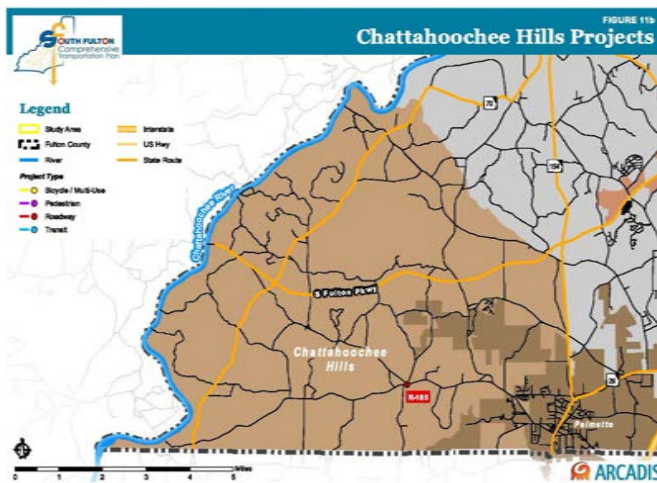 FIGURE 11b
Chattahoochee Hills Projects
SOUTH FULTON
Comprehensive
Transportation Plan
Legend
Study Area
Fulton County
River
Interstate
US Hwy
State Route
Project Type
Bicycle / Multi-Use
Pedestrian
Roadway
Transit
70
154
Chattahoochee River
S Fulton Pkwy
Chattahoochee
Hills
R-185
29
Palmetto
0 1 2 3 4 5
Miles
ARCADIS